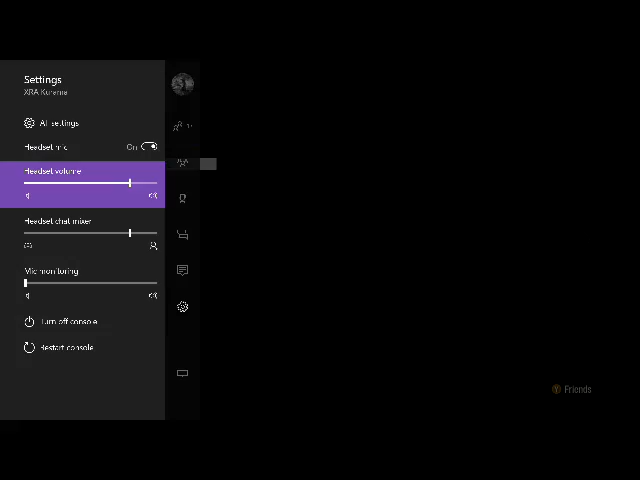 Settings
XRA Kurama
All settings
Headset mic
On
Headset volume
Headset chat mixer
Mic monitoring
Turn off console
Restart console
Y Friends